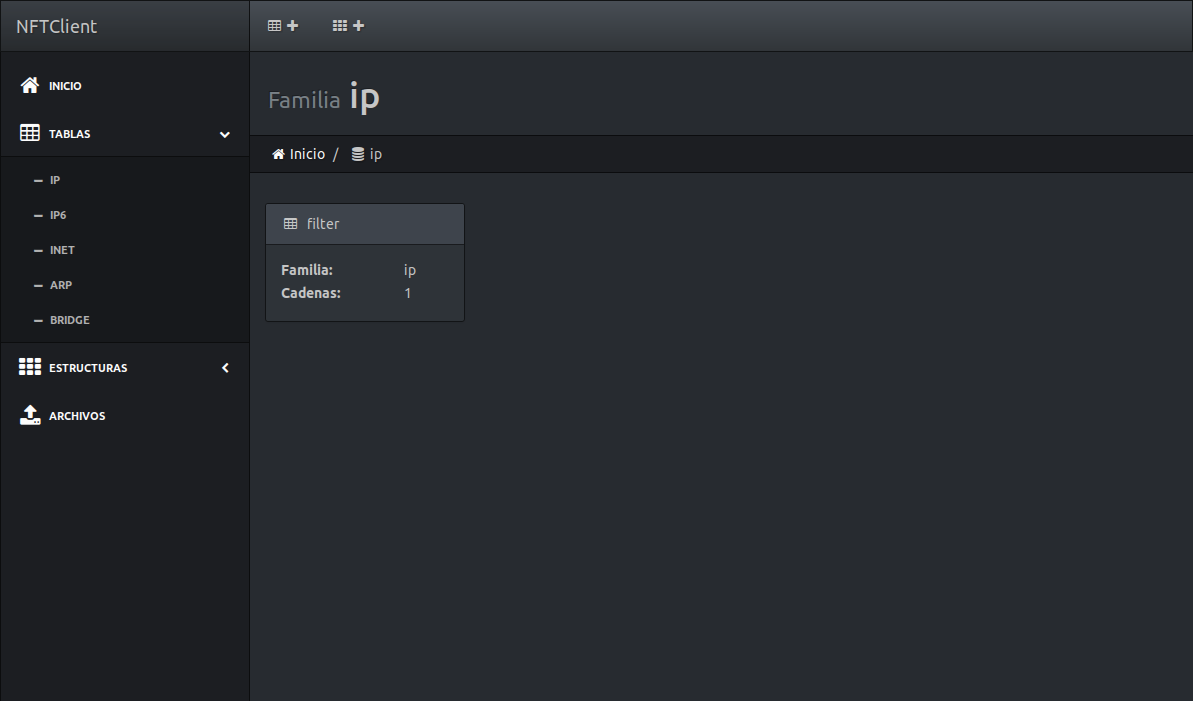 NFTClient
INICIO
TABLAS
IP
IP6
INET
ARP
BRIDGE
ESTRUCTURAS
ARCHIVOS
Familia ip
Inicio / ip
filter
Familia: ip
Cadenas: 1